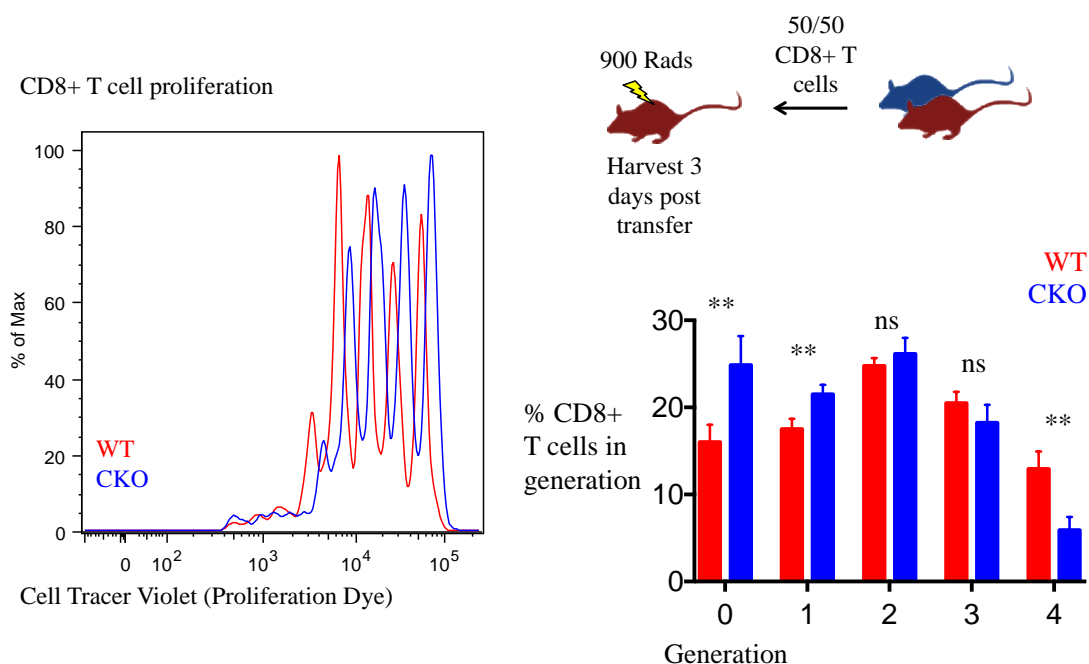 CD8+ T cell proliferation
100
80
60
40
20
0
% of Max
WT
CKO
0 10² 10³ 10⁴ 10⁵
Cell Tracer Violet (Proliferation Dye)
900 Rads
50/50
CD8+ T
cells
Harvest 3
days post
transfer
WT
CKO
% CD8+
T cells in
generation
30
20
10
0
**
**
ns
ns
**
0 1 2 3 4
Generation